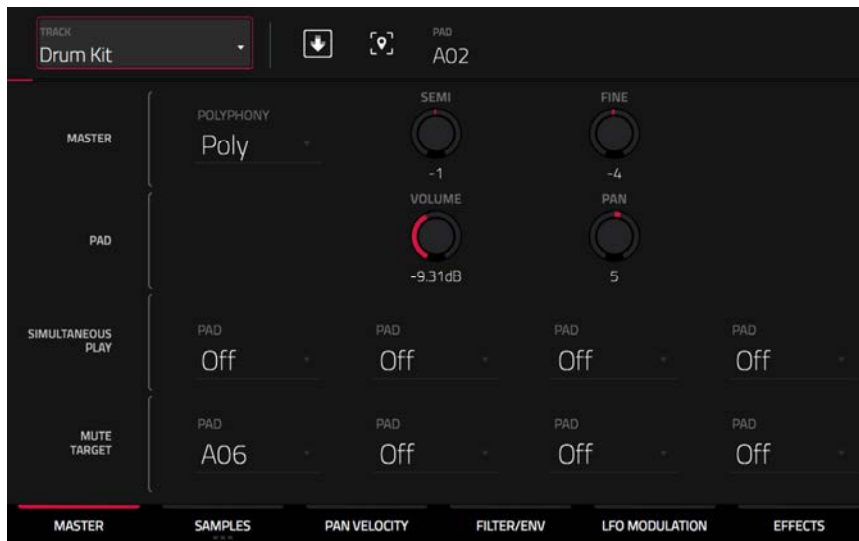 TRACK
Drum Kit
PAD
A02
MASTER
POLYPHONY
Poly
SEMI
-1
FINE
-4
PAD
VOLUME
-9.31dB
PAN
5
SIMULTANEOUS
PLAY
PAD
Off
PAD
Off
PAD
Off
PAD
Off
MUTE
TARGET
PAD
A06
PAD
Off
PAD
Off
PAD
Off
MASTER
SAMPLES
PAN VELOCITY
FILTER/ENV
LFO MODULATION
EFFECTS